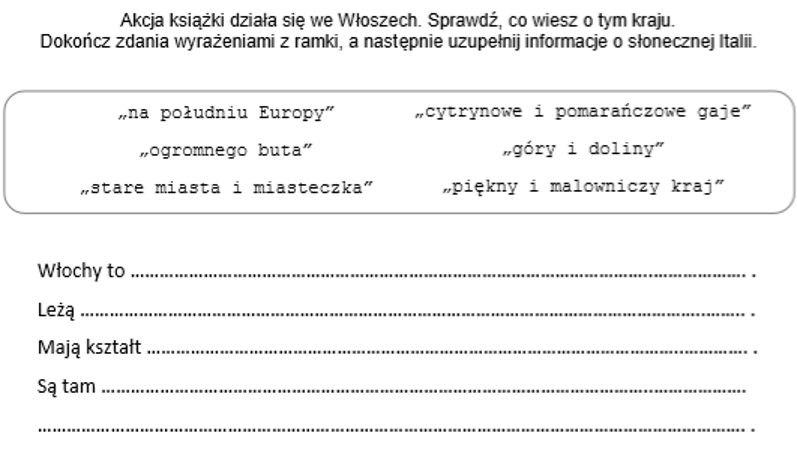 Akcja książki działa się we Włoszech. Sprawdź, co wiesz o tym kraju.
Dokończ zdania wyrażeniami z ramki, a następnie uzupełnij informacje o słonecznej Italii.
„na południu Europy” „cytrynowe i pomarańczowe gaje”
„ogromnego buta” „góry i doliny”
„stare miasta i miasteczka” „piękny i malowniczy kraj”
Włochy to …………………………………………………………………………………………. .
Leżą …………………………………………………………………………………………………. .
Mają kształt ………………………………………………………………………………………. .
Są tam ………………………………………………………………………………………………
………………………………………………………………………………………………………. .